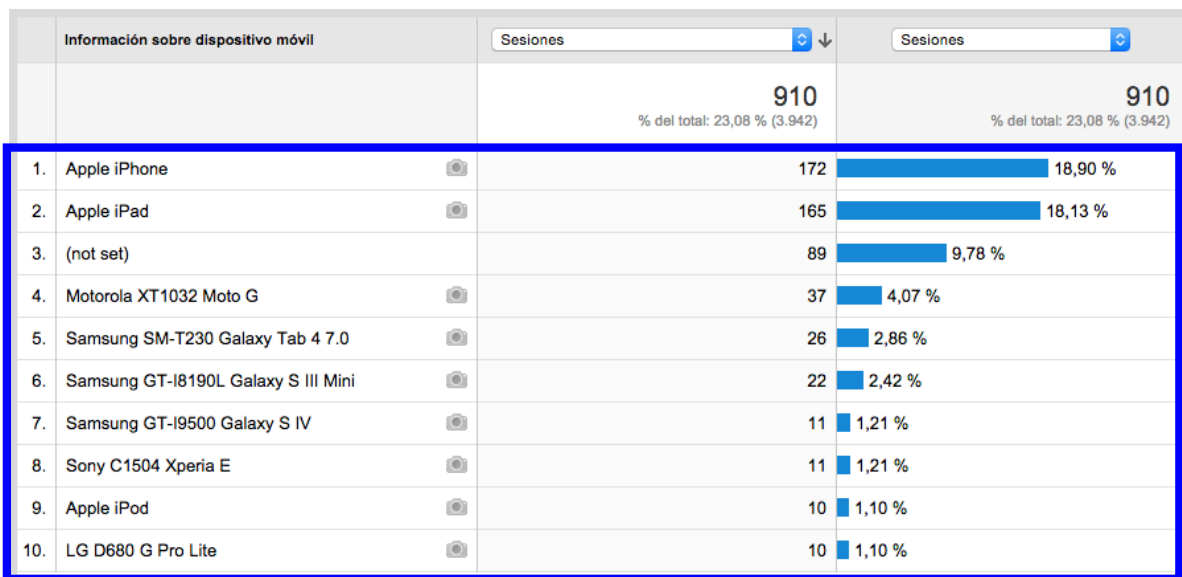 Información sobre dispositivo móvil Sesiones Sesiones
910 910
% del total: 23,08 % (3.942) % del total: 23,08 % (3.942)
1. Apple iPhone 172 18,90 %
2. Apple iPad 165 18,13 %
3. (not set) 89 9,78 %
4. Motorola XT1032 Moto G 37 4,07 %
5. Samsung SM-T230 Galaxy Tab 4 7.0 26 2,86 %
6. Samsung GT-I8190L Galaxy S III Mini 22 2,42 %
7. Samsung GT-I9500 Galaxy S IV 11 1,21 %
8. Sony C1504 Xperia E 11 1,21 %
9. Apple iPod 10 1,10 %
10. LG D680 G Pro Lite 10 1,10 %